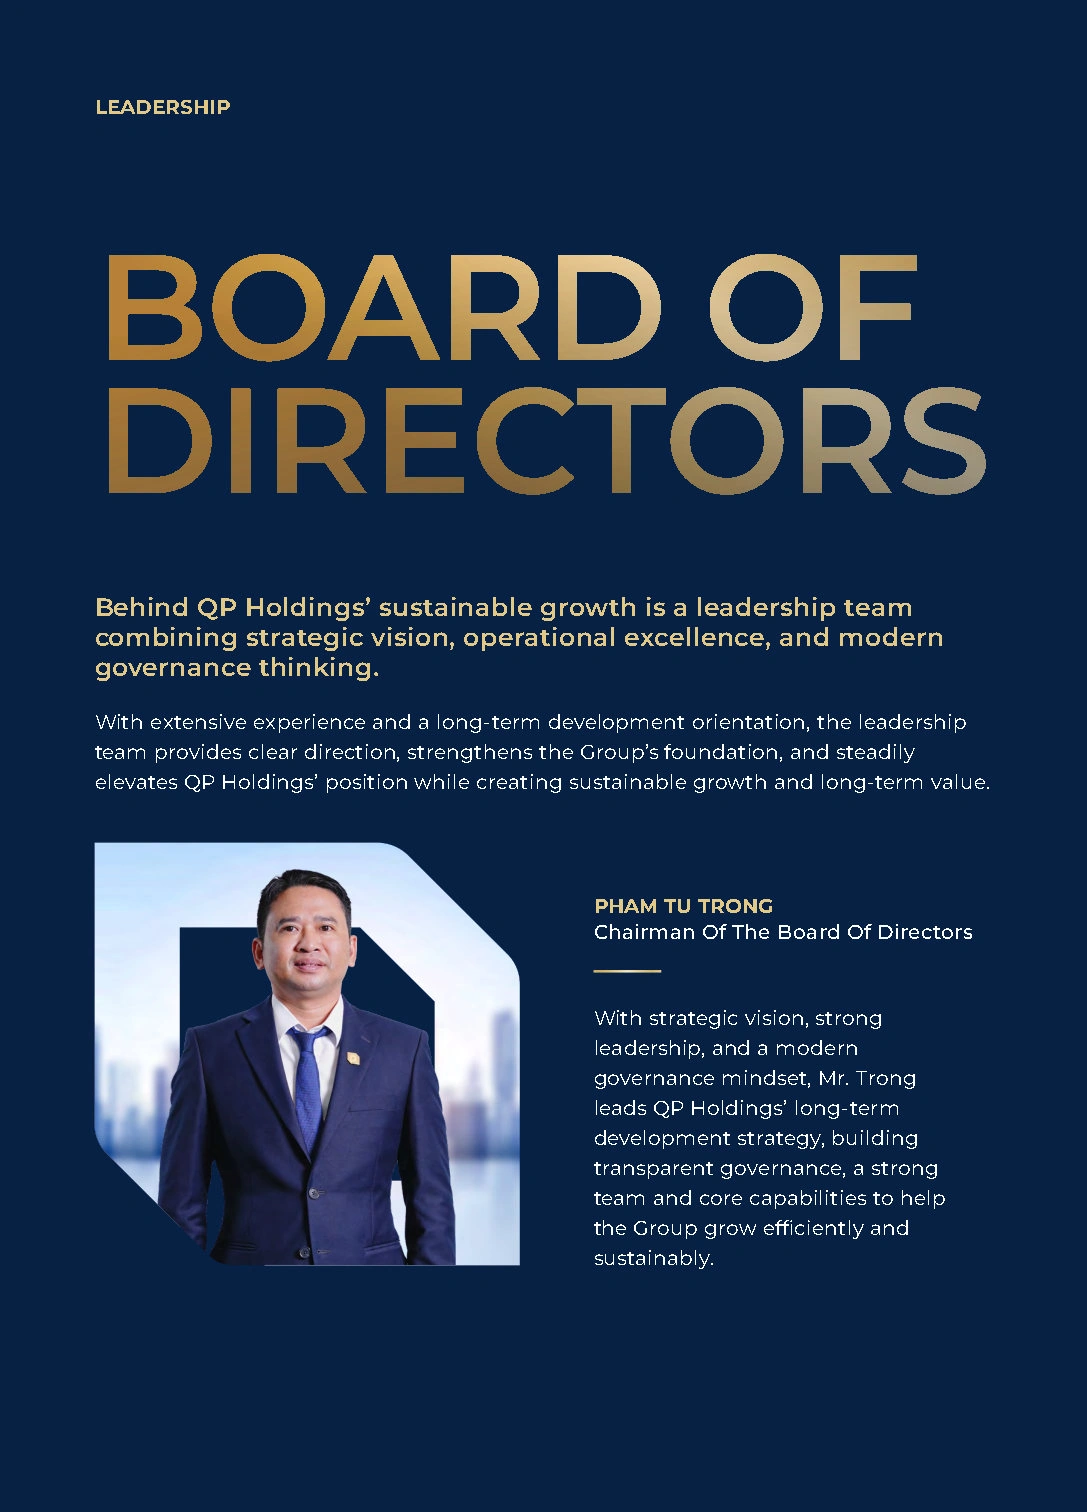 LEADERSHIP
BOARD OF
DIRECTORS
Behind QP Holdings’ sustainable growth is a leadership team
combining strategic vision, operational excellence, and modern
governance thinking.
With extensive experience and a long-term development orientation, the leadership
team provides clear direction, strengthens the Group’s foundation, and steadily
elevates QP Holdings’ position while creating sustainable growth and long-term value.
PHAM TU TRONG
Chairman Of The Board Of Directors
With strategic vision, strong
leadership, and a modern
governance mindset, Mr. Trong
leads QP Holdings’ long-term
development strategy, building
transparent governance, a strong
team and core capabilities to help
the Group grow efficiently and
sustainably.